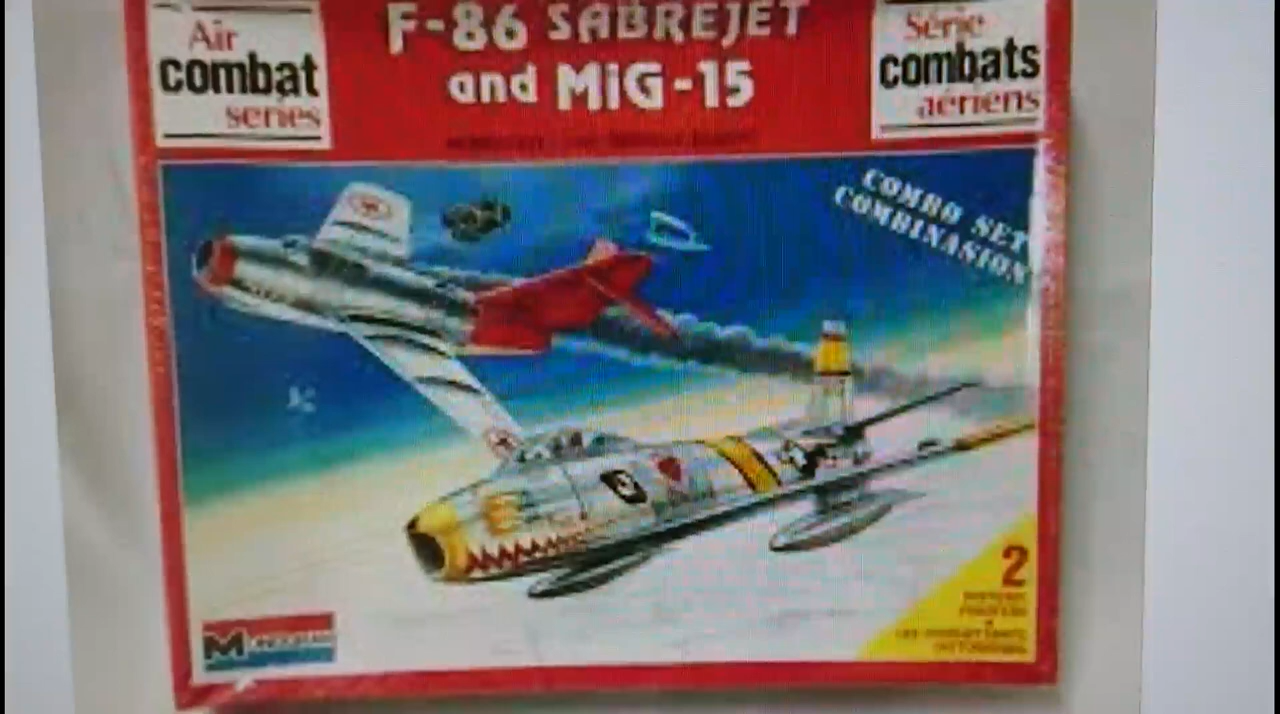 Air
combat
series
F-86 SABREJET
and MiG-15
Série
combats
aériens
COMBO SET
COMBINASION
2